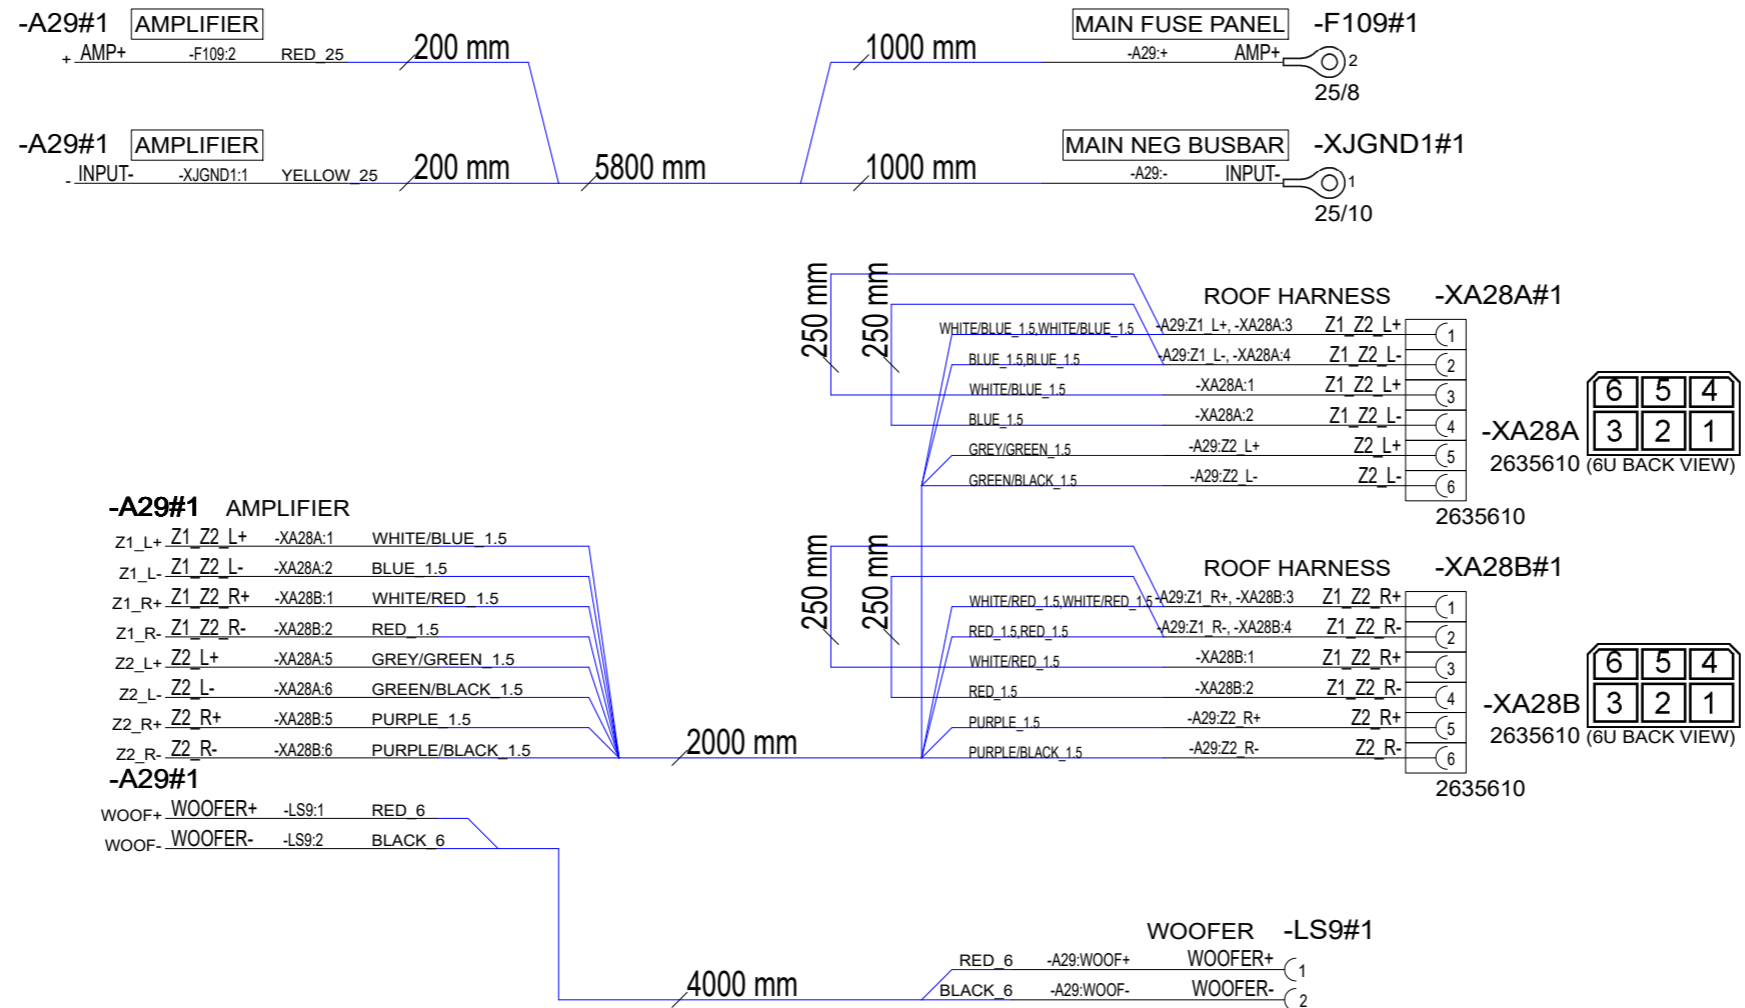 -A29#1 AMPLIFIER MAIN FUSE PANEL -F109#1
+ AMP+ -F109:2 RED_25 200 mm 1000 mm -A29:+ AMP+ 2
25/8
-A29#1 AMPLIFIER MAIN NEG BUSBAR -XJGND1#1
- INPUT- -XJGND1:1 YELLOW_25 200 mm 5800 mm 1000 mm -A29:- INPUT- 1
25/10
250 mm 250 mm
ROOF HARNESS -XA28A#1
WHITE/BLUE_1.5,WHITE/BLUE_1.5 -A29:Z1_L+, -XA28A:3 Z1_Z2_L+ 1
BLUE_1.5,BLUE_1.5 -A29:Z1_L-, -XA28A:4 Z1_Z2_L- 2
WHITE/BLUE_1.5 -XA28A:1 Z1_Z2_L+ 3
BLUE_1.5 -XA28A:2 Z1_Z2_L- 4
GREY/GREEN_1.5 -A29:Z2_L+ Z2_L+ 5
GREEN/BLACK_1.5 -A29:Z2_L- Z2_L- 6
2635610
6 5 4
-XA28A 3 2 1
2635610 (6U BACK VIEW)
-A29#1 AMPLIFIER
Z1_L+ Z1_Z2_L+ -XA28A:1 WHITE/BLUE_1.5
Z1_L- Z1_Z2_L- -XA28A:2 BLUE_1.5
Z1_R+ Z1_Z2_R+ -XA28B:1 WHITE/RED_1.5
Z1_R- Z1_Z2_R- -XA28B:2 RED_1.5
Z2_L+ Z2_L+ -XA28A:5 GREY/GREEN_1.5
Z2_L- Z2_L- -XA28A:6 GREEN/BLACK_1.5
Z2_R+ Z2_R+ -XA28B:5 PURPLE_1.5
Z2_R- Z2_R- -XA28B:6 PURPLE/BLACK_1.5
2000 mm
250 mm 250 mm
ROOF HARNESS -XA28B#1
WHITE/RED_1.5,WHITE/RED_1.5 -A29:Z1_R+, -XA28B:3 Z1_Z2_R+ 1
RED_1.5,RED_1.5 -A29:Z1_R-, -XA28B:4 Z1_Z2_R- 2
WHITE/RED_1.5 -XA28B:1 Z1_Z2_R+ 3
RED_1.5 -XA28B:2 Z1_Z2_R- 4
PURPLE_1.5 -A29:Z2_R+ Z2_R+ 5
PURPLE/BLACK_1.5 -A29:Z2_R- Z2_R- 6
2635610
6 5 4
-XA28B 3 2 1
2635610 (6U BACK VIEW)
-A29#1
WOOF+ WOOFER+ -LS9:1 RED_6
WOOF- WOOFER- -LS9:2 BLACK_6
4000 mm
WOOFER -LS9#1
RED_6 -A29:WOOF+ WOOFER+ 1
BLACK_6 -A29:WOOF- WOOFER- 2